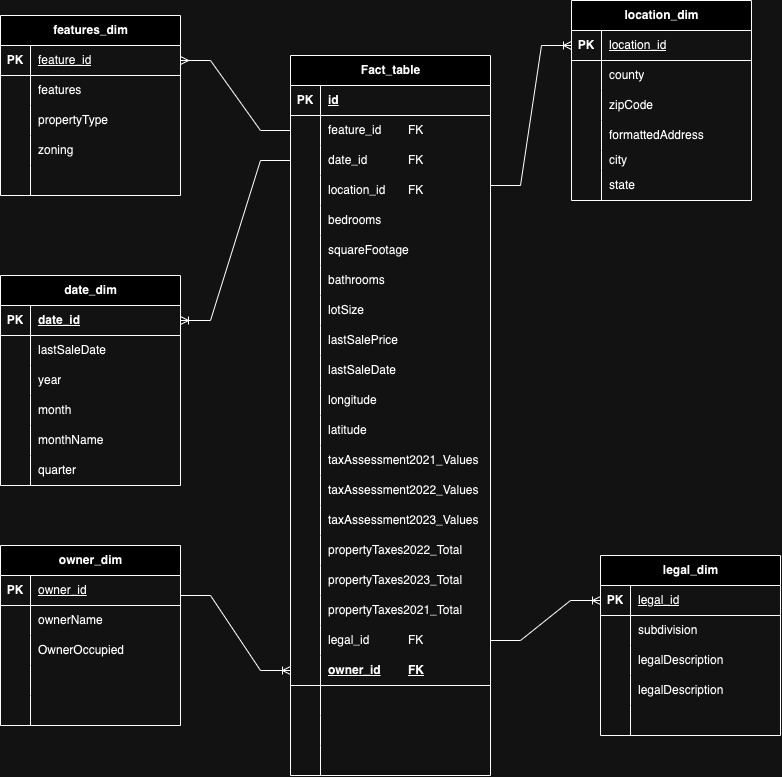 features_dim
PK feature_id
features
propertyType
zoning
date_dim
PK date_id
lastSaleDate
year
month
monthName
quarter
owner_dim
PK owner_id
ownerName
OwnerOccupied
Fact_table
PK id
feature_id FK
date_id FK
location_id FK
bedrooms
squareFootage
bathrooms
lotSize
lastSalePrice
lastSaleDate
longitude
latitude
taxAssessment2021_Values
taxAssessment2022_Values
taxAssessment2023_Values
propertyTaxes2022_Total
propertyTaxes2023_Total
propertyTaxes2021_Total
legal_id FK
owner_id FK
location_dim
PK location_id
county
zipCode
formattedAddress
city
state
legal_dim
PK legal_id
subdivision
legalDescription
legalDescription